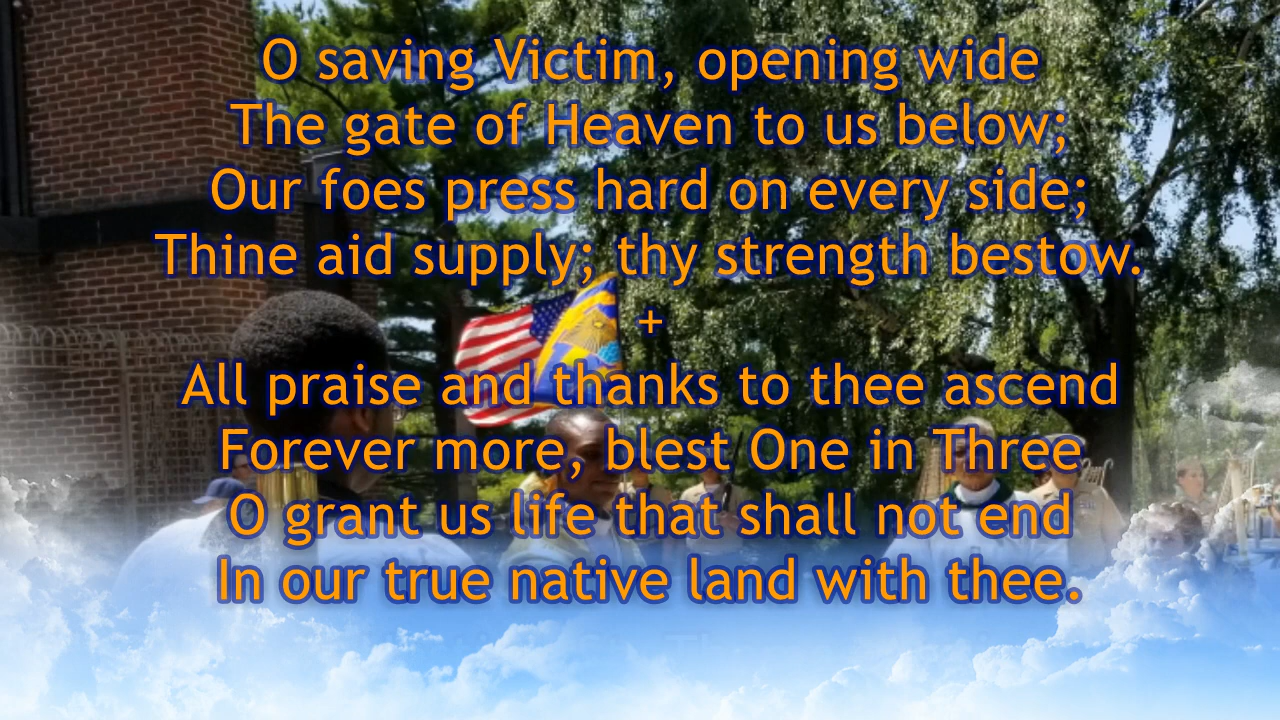 O saving Victim, opening wide
The gate of Heaven to us below;
Our foes press hard on every side;
Thine aid supply; thy strength bestow.
+
All praise and thanks to thee ascend
Forever more, blest One in Three
O grant us life that shall not end
In our true native land with thee.